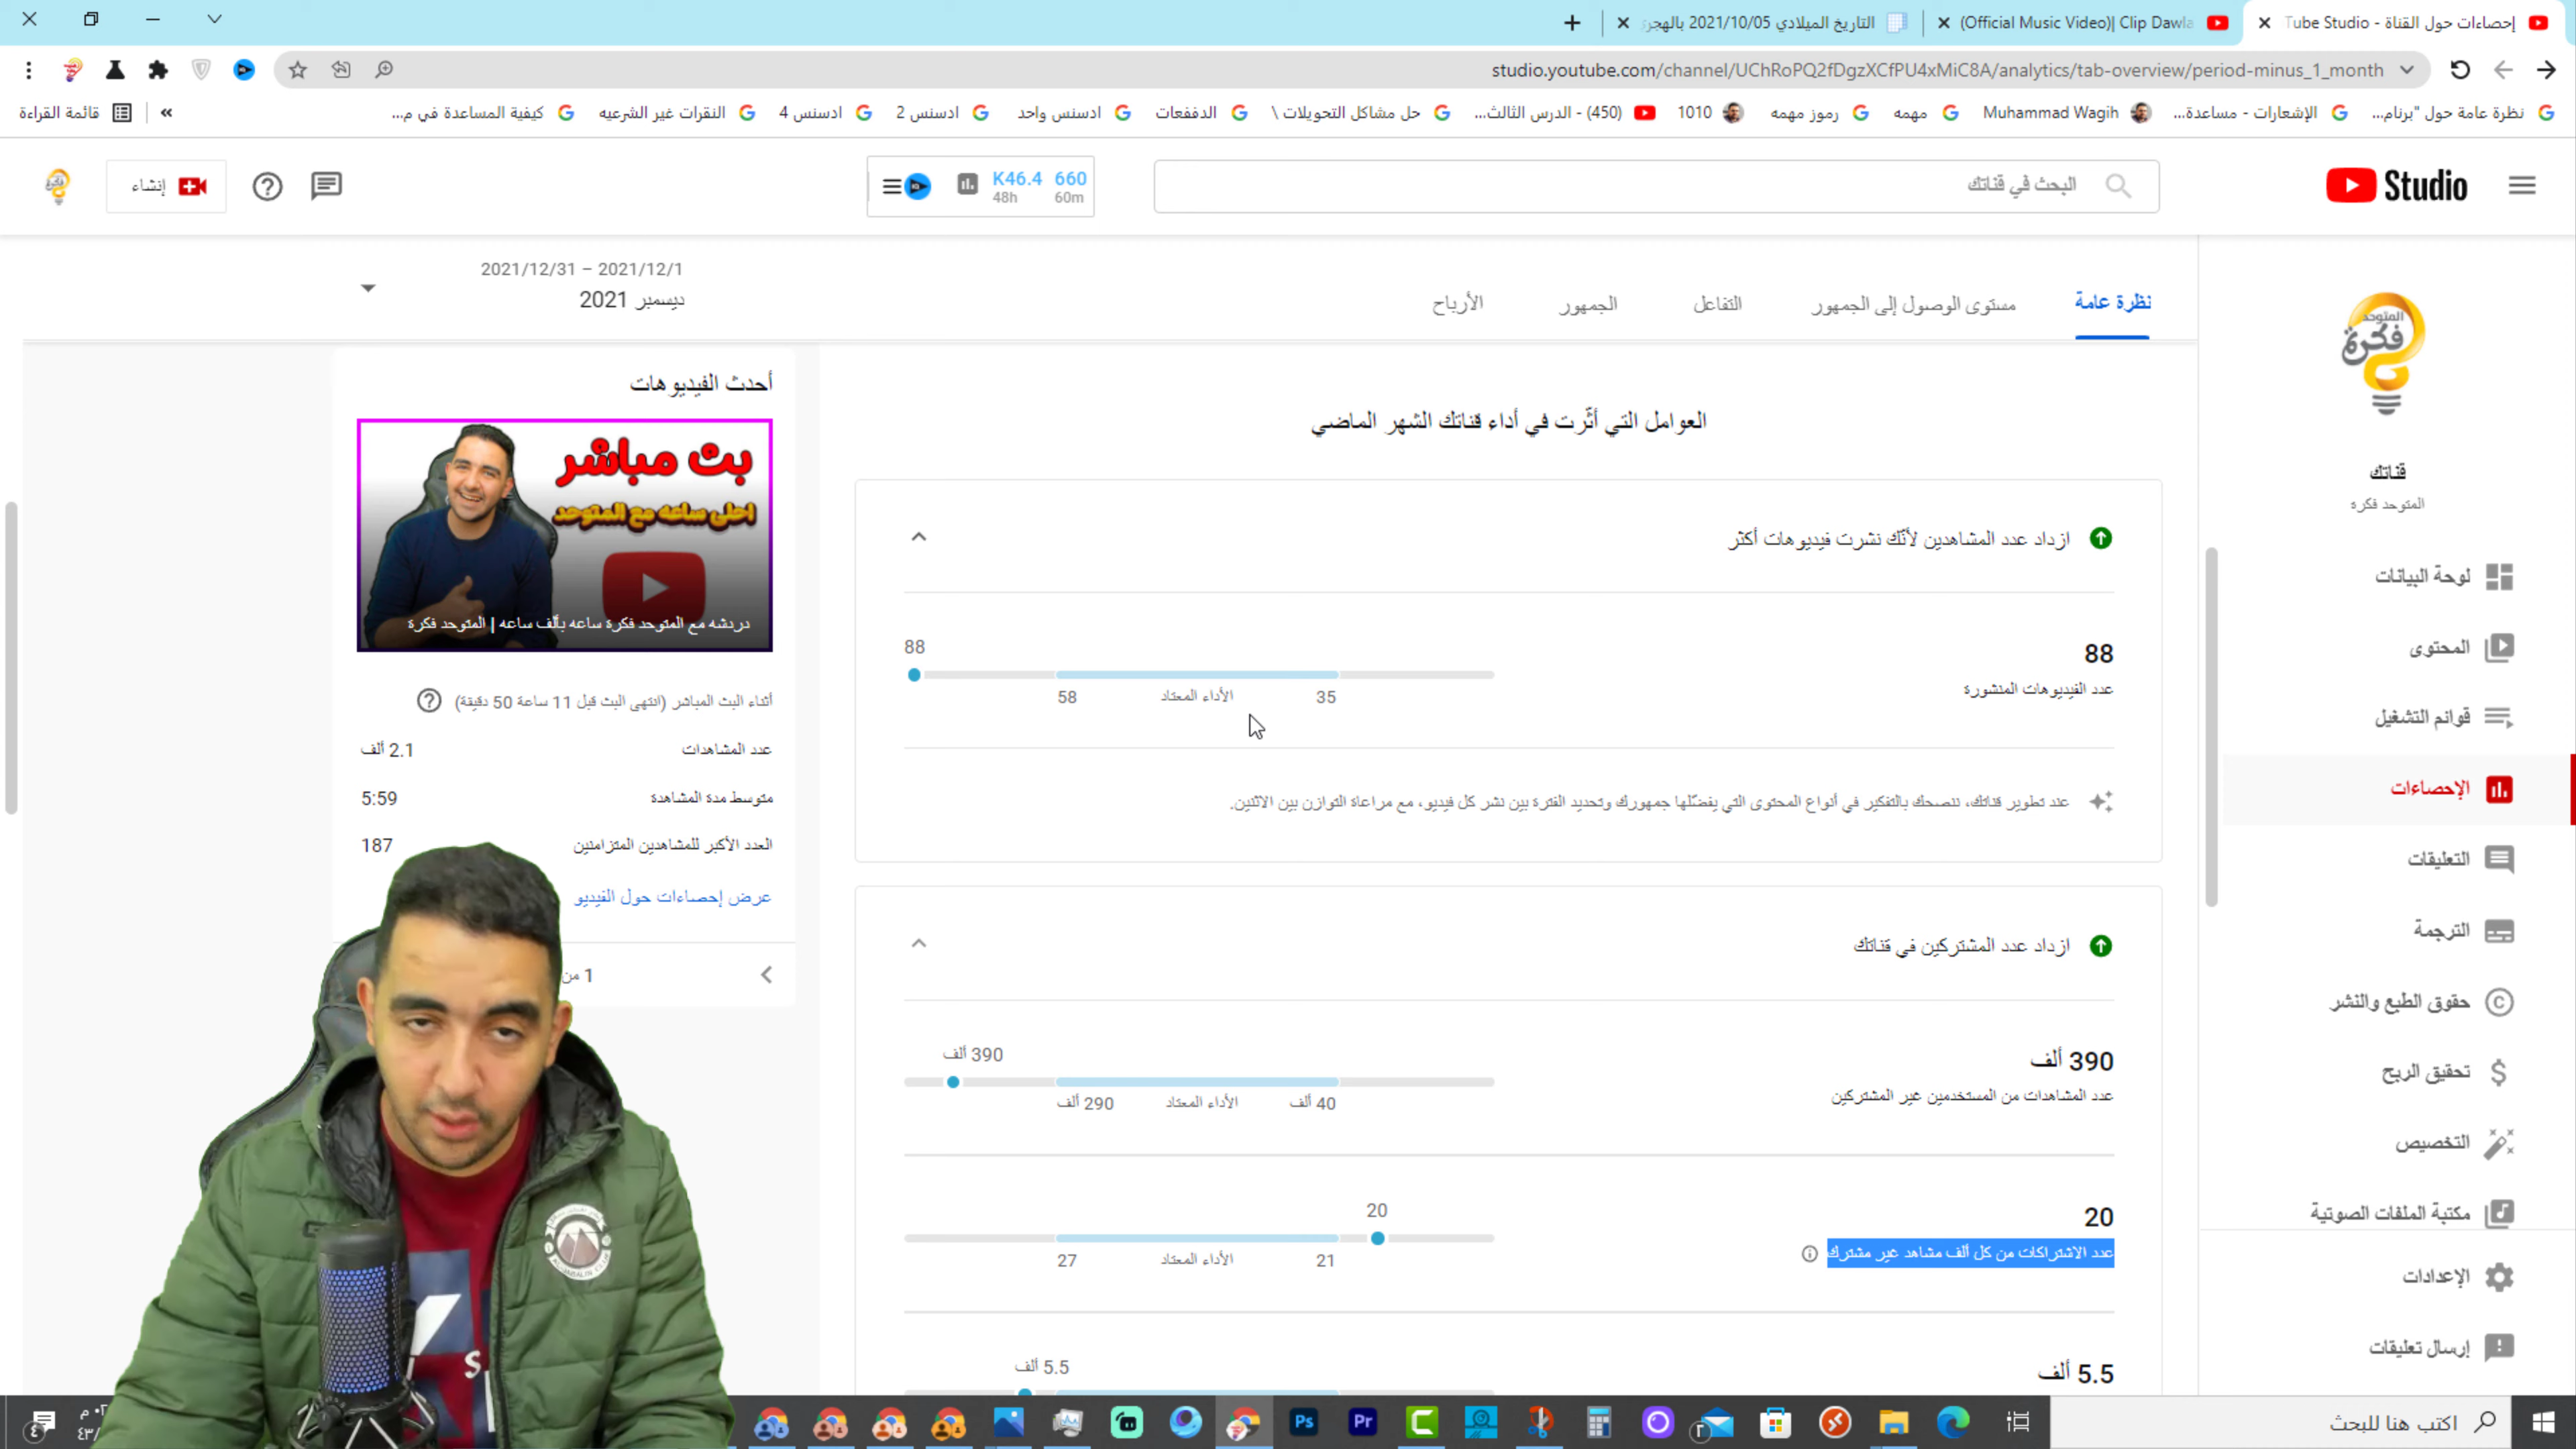 إحصاءات حول القناة - Tube Studio
(Official Music Video)| Clip Dawla
التاريخ الميلادي 2021/10/05 بالهجري
studio.youtube.com/channel/UChRoPQ2fDgzXCfPU4xMiC8A/analytics/tab-overview/period-minus_1_month
نظرة عامة حول "برنام...
الإشعارات - مساعدة...
Muhammad Wagih
مهمه
رموز مهمه
1010
(450) - الدرس الثالث...
حل مشاكل التحويلات \
الدفقعات
ادسنس واحد
ادسنس 2
ادسنس 4
النقرات غير الشرعيه
كيفية المساعدة في م...
«
قائمة القراءة
Studio
البحث في قناتك
K46.4 660
48h 60m
إنشاء
المتوحد
فكرة
قناتك
المتوحد فكرة
لوحة البيانات
المحتوى
قوائم التشغيل
الإحصاءات
التعليقات
الترجمة
حقوق الطبع والنشر
تحقيق الربح
التخصيص
مكتبة الملفات الصوتية
الإعدادات
إرسال تعليقات
نظرة عامة
مستوى الوصول إلى الجمهور
التفاعل
الجمهور
الأرباح
2021/12/1 – 2021/12/31
ديسمبر 2021
العوامل التي أثّرت في أداء قناتك الشهر الماضي
ازداد عدد المشاهدين لأنّك نشرت فيديوهات أكثر
88
عدد الفيديوهات المنشورة
88
35 الأداء المعتاد 58
عند تطوير قناتك، ننصحك بالتفكير في أنواع المحتوى التي يفضّلها جمهورك وتحديد الفترة بين نشر كل فيديو، مع مراعاة التوازن بين الاثنين.
ازداد عدد المشتركين في قناتك
390 ألف
عدد المشاهدات من المستخدمين غير المشتركين
390 ألف
40 ألف الأداء المعتاد 290 ألف
20
عدد الاشتراكات من كل ألف مشاهد غير مشترك
20
21 الأداء المعتاد 27
5.5 ألف
5.5 ألف
أحدث الفيديوهات
بث مباشر
احلى ساعه مع المتوحد
دردشه مع المتوحد فكرة ساعه بألف ساعه | المتوحد فكرة
أثناء البث المباشر (انتهى البث قبل 11 ساعة 50 دقيقة)
عدد المشاهدات 2.1 ألف
متوسط مدة المشاهدة 5:59
العدد الأكبر للمشاهدين المتزامنين 187
عرض إحصاءات حول الفيديو
1 من
اكتب هنا للبحث
Ps
Pr